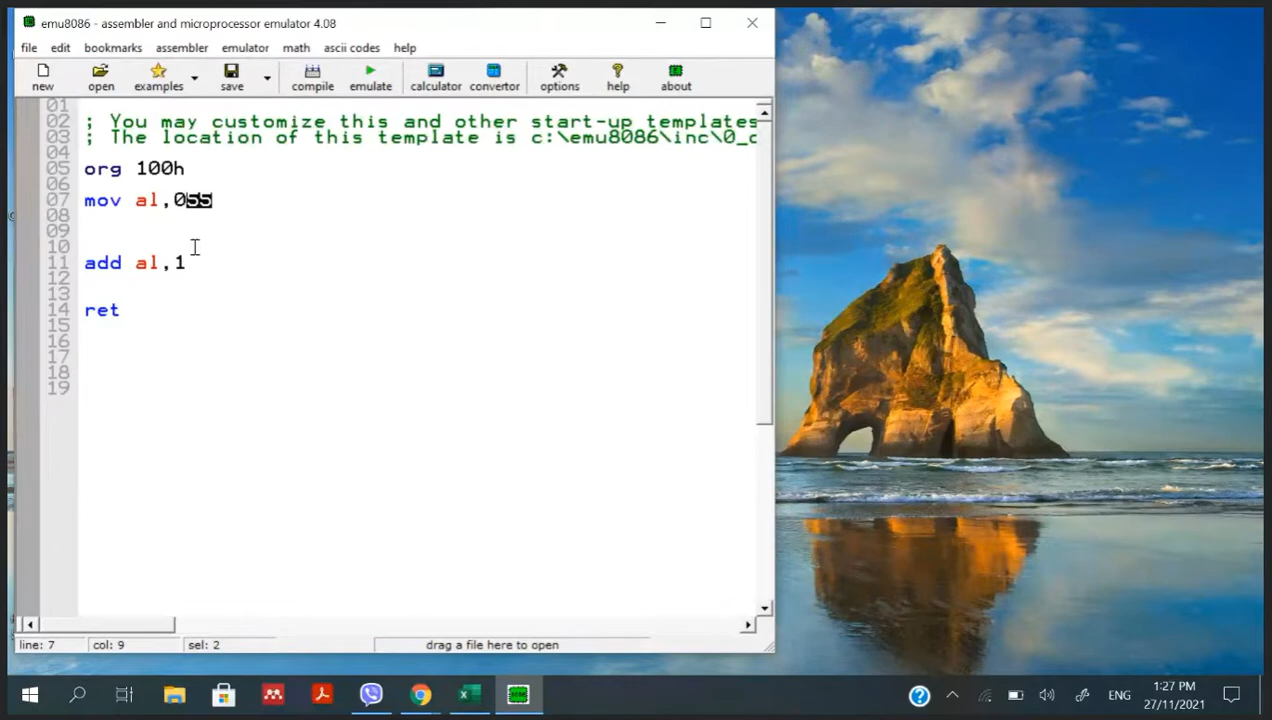 emu8086 - assembler and microprocessor emulator 4.08
file edit bookmarks assembler emulator math ascii codes help
new open examples save compile emulate calculator convertor options help about
01
02 ; You may customize this and other start-up templates
03 ; The location of this template is c:\emu8086\inc\0_c
04
05 org 100h
06
07 mov al,055
08
09
10
11 add al,1
12
13
14 ret
15
16
17
18
19
line: 7 col: 9 sel: 2 drag a file here to open
ENG 1:27 PM
27/11/2021